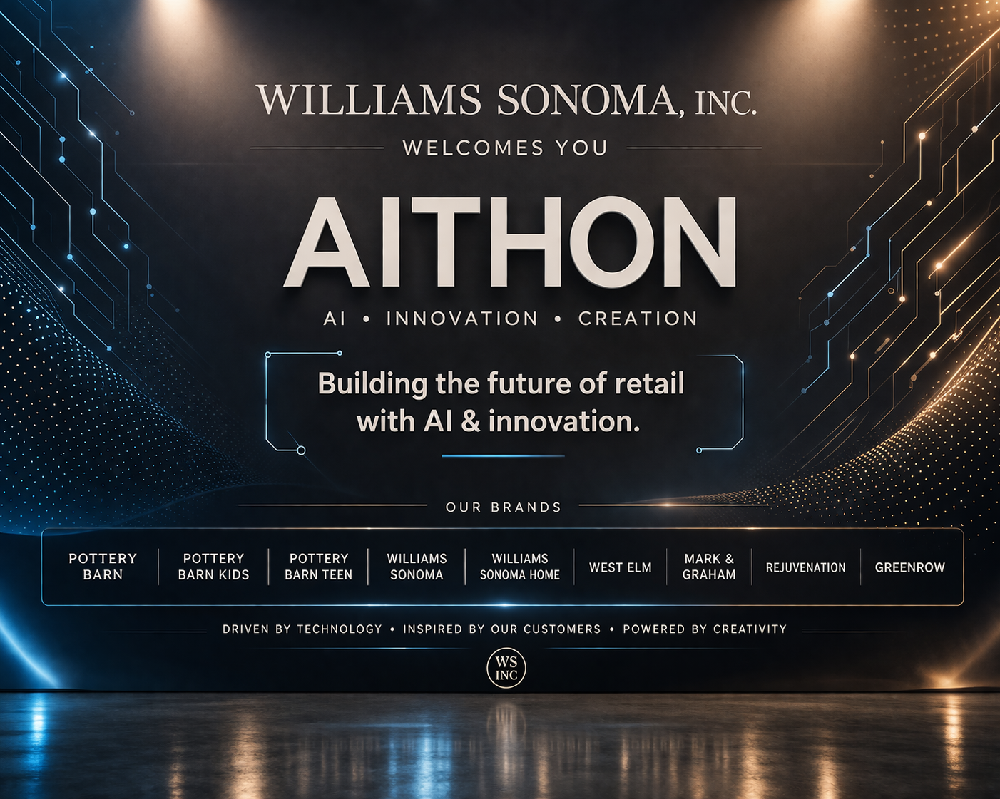 WILLIAMS SONOMA, INC.
WELCOMES YOU
AITHON
AI • INNOVATION • CREATION
Building the future of retail
with AI & innovation.
OUR BRANDS
POTTERY
BARN
POTTERY
BARN KIDS
POTTERY
BARN TEEN
WILLIAMS
SONOMA
WILLIAMS
SONOMA HOME
WEST ELM
MARK &
GRAHAM
REJUVENATION
GREENROW
DRIVEN BY TECHNOLOGY • INSPIRED BY OUR CUSTOMERS • POWERED BY CREATIVITY
WS
INC